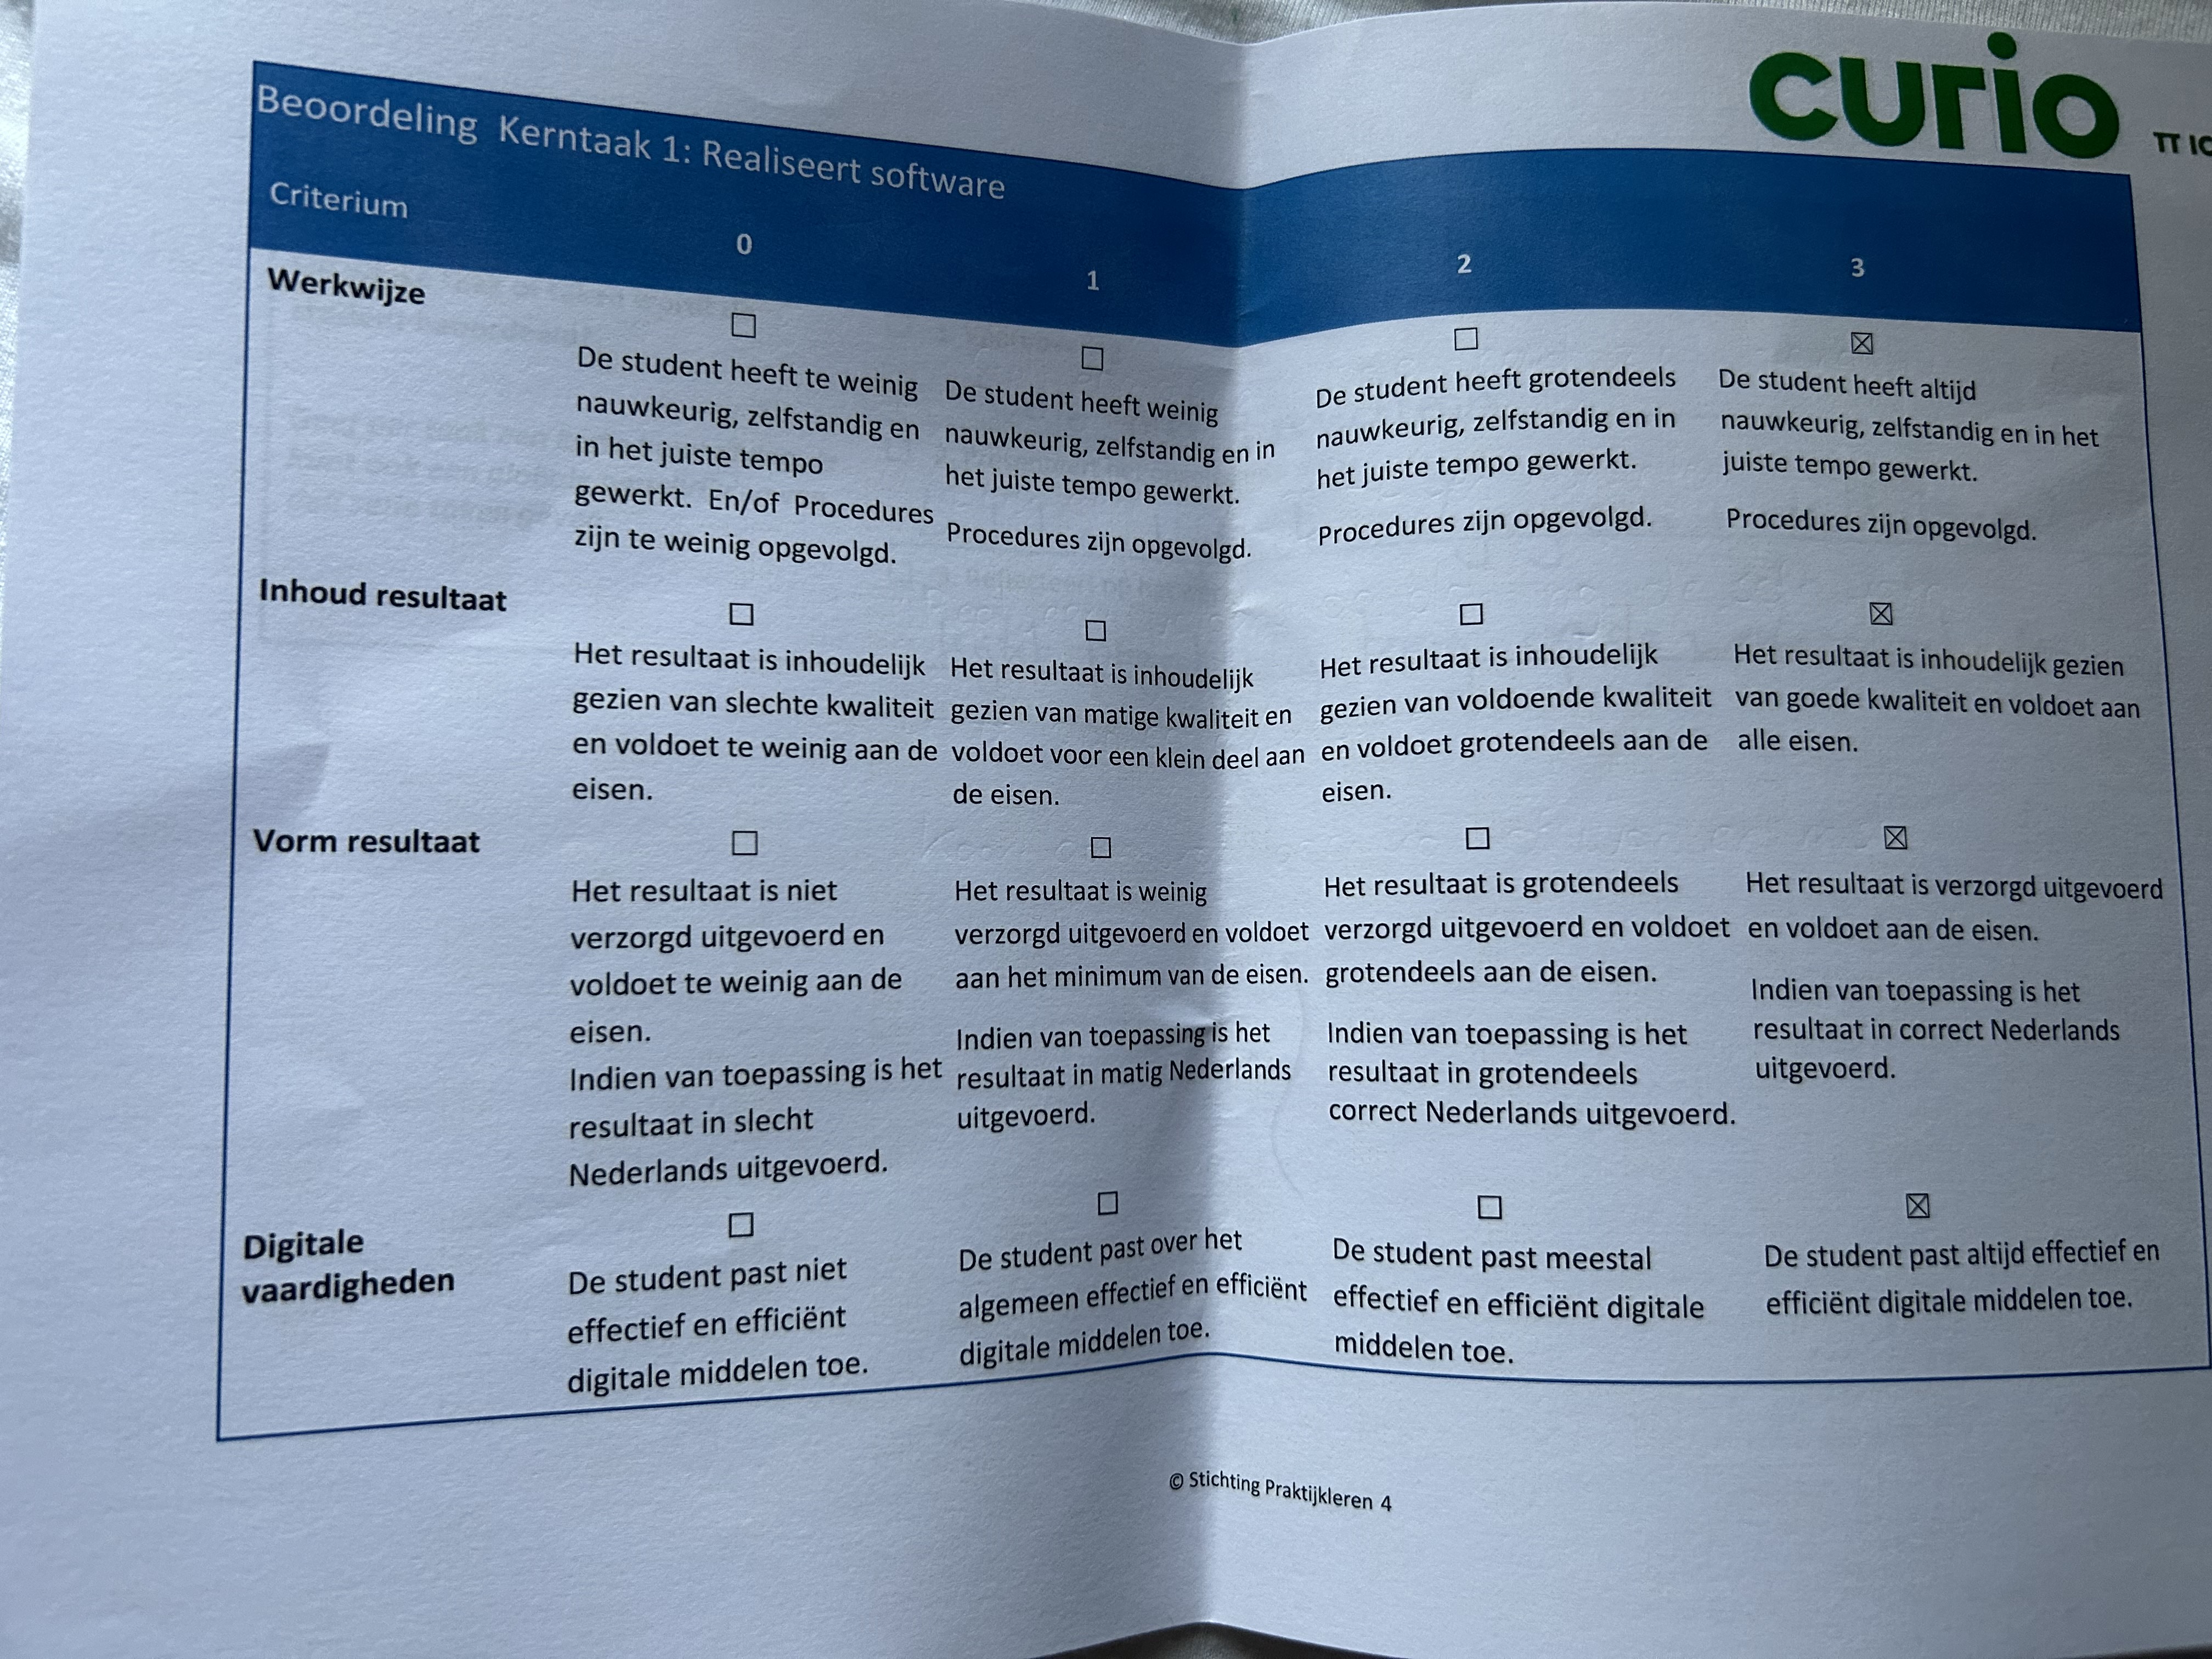 curio
Beoordeling Kerntaak 1: Realiseert software
Criterium 0 1 2 3
Werkwijze
☐ ☐ ☐ ☒
De student heeft te weinig
nauwkeurig, zelfstandig en
in het juiste tempo
gewerkt. En/of Procedures
zijn te weinig opgevolgd.
De student heeft weinig
nauwkeurig, zelfstandig en in
het juiste tempo gewerkt.
Procedures zijn opgevolgd.
De student heeft grotendeels
nauwkeurig, zelfstandig en in
het juiste tempo gewerkt.
Procedures zijn opgevolgd.
De student heeft altijd
nauwkeurig, zelfstandig en in het
juiste tempo gewerkt.
Procedures zijn opgevolgd.
Inhoud resultaat
☐ ☐ ☐ ☒
Het resultaat is inhoudelijk
gezien van slechte kwaliteit
en voldoet te weinig aan de
eisen.
Het resultaat is inhoudelijk
gezien van matige kwaliteit en
voldoet voor een klein deel aan
de eisen.
Het resultaat is inhoudelijk
gezien van voldoende kwaliteit
en voldoet grotendeels aan de
eisen.
Het resultaat is inhoudelijk gezien
van goede kwaliteit en voldoet aan
alle eisen.
Vorm resultaat
☐ ☐ ☐ ☒
Het resultaat is niet
verzorgd uitgevoerd en
voldoet te weinig aan de
eisen.
Indien van toepassing is het
resultaat in slecht
Nederlands uitgevoerd.
Het resultaat is weinig
verzorgd uitgevoerd en voldoet
aan het minimum van de eisen.
Indien van toepassing is het
resultaat in matig Nederlands
uitgevoerd.
Het resultaat is grotendeels
verzorgd uitgevoerd en voldoet
grotendeels aan de eisen.
Indien van toepassing is het
resultaat in grotendeels
correct Nederlands uitgevoerd.
Het resultaat is verzorgd uitgevoerd
en voldoet aan de eisen.
Indien van toepassing is het
resultaat in correct Nederlands
uitgevoerd.
Digitale
vaardigheden
☐ ☐ ☐ ☒
De student past niet
effectief en efficiënt
digitale middelen toe.
De student past over het
algemeen effectief en efficiënt
digitale middelen toe.
De student past meestal
effectief en efficiënt digitale
middelen toe.
De student past altijd effectief en
efficiënt digitale middelen toe.
© Stichting Praktijkleren 4